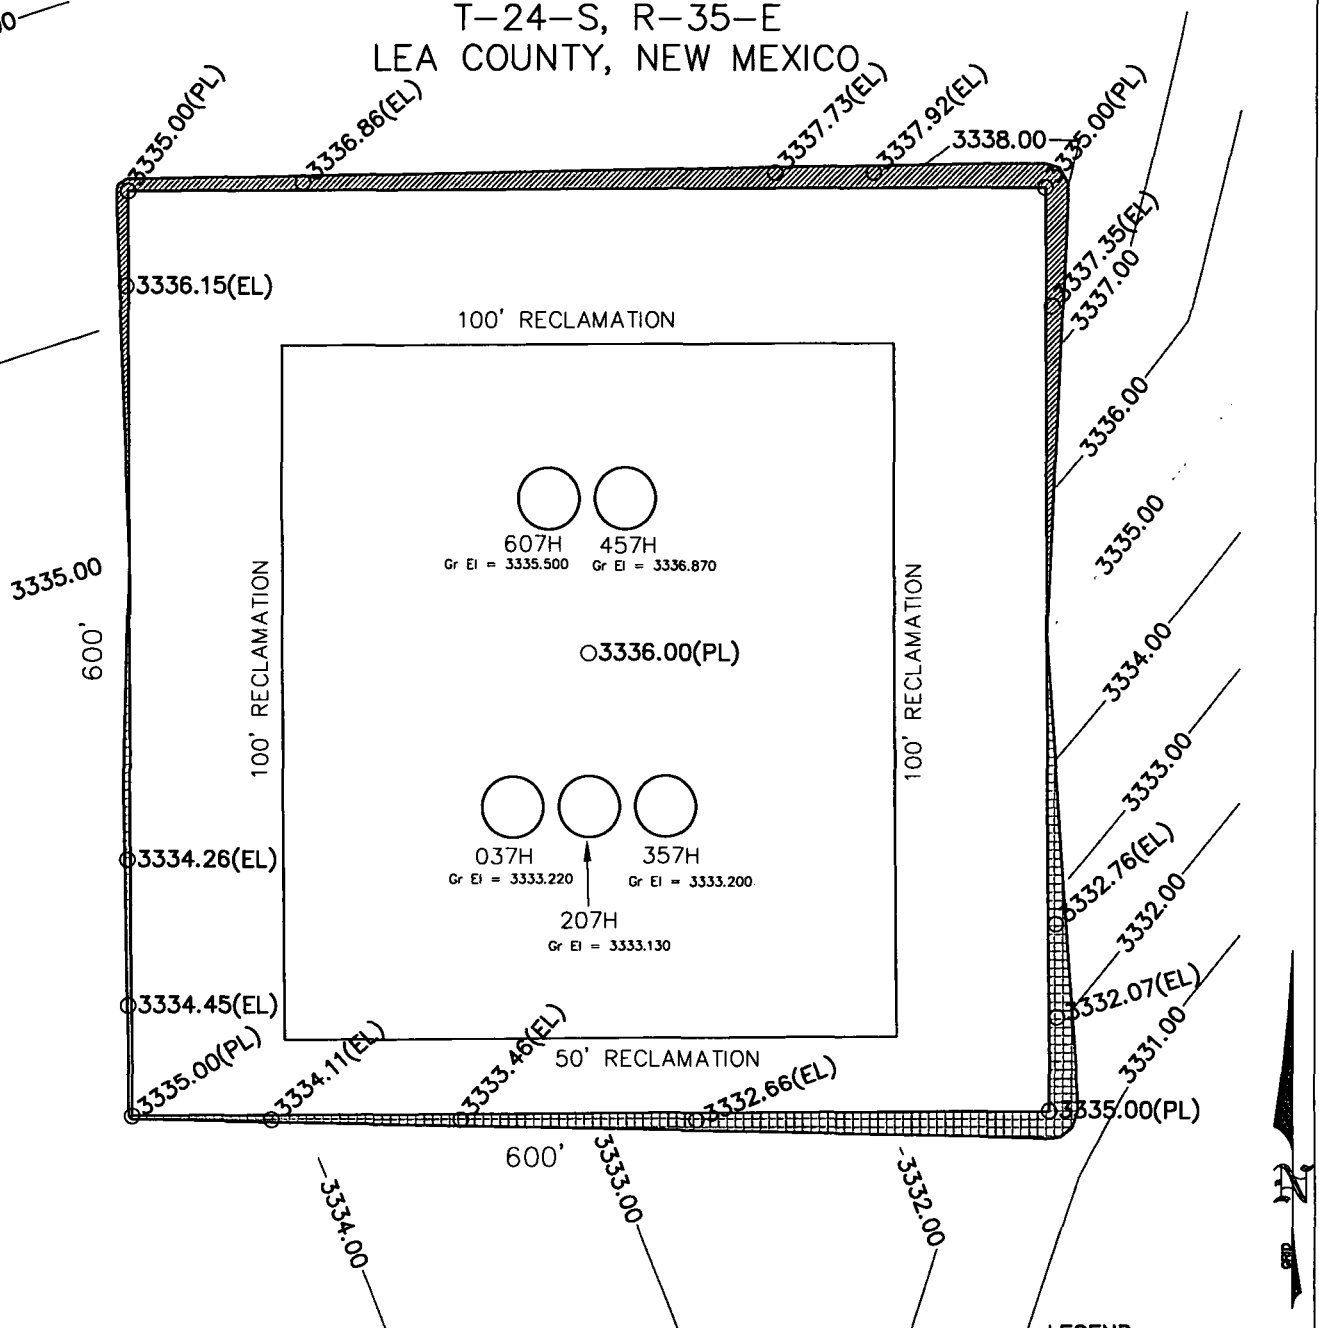 T-24-S, R-35-E
LEA COUNTY, NEW MEXICO
3335.00(PL)
3336.86(EL)
3337.73(EL)
3337.92(EL)
3338.00
3335.00(PL)
3336.15(EL)
3337.35(EL)
3337.00
100' RECLAMATION
3336.00
607H
457H
Gr El = 3335.500
Gr El = 3336.870
3335.00
3335.00
600'
100' RECLAMATION
100' RECLAMATION
3336.00(PL)
3334.00
3333.00
037H
357H
3334.26(EL)
3332.76(EL)
Gr El = 3333.220
Gr El = 3333.200
207H
Gr El = 3333.130
3332.00
3334.45(EL)
3332.07(EL)
3331.00
3335.00(PL)
3334.11(EL)
3333.46(EL)
50' RECLAMATION
3332.66(EL)
3335.00(PL)
600'
3334.00
3333.00
3332.00
GRID